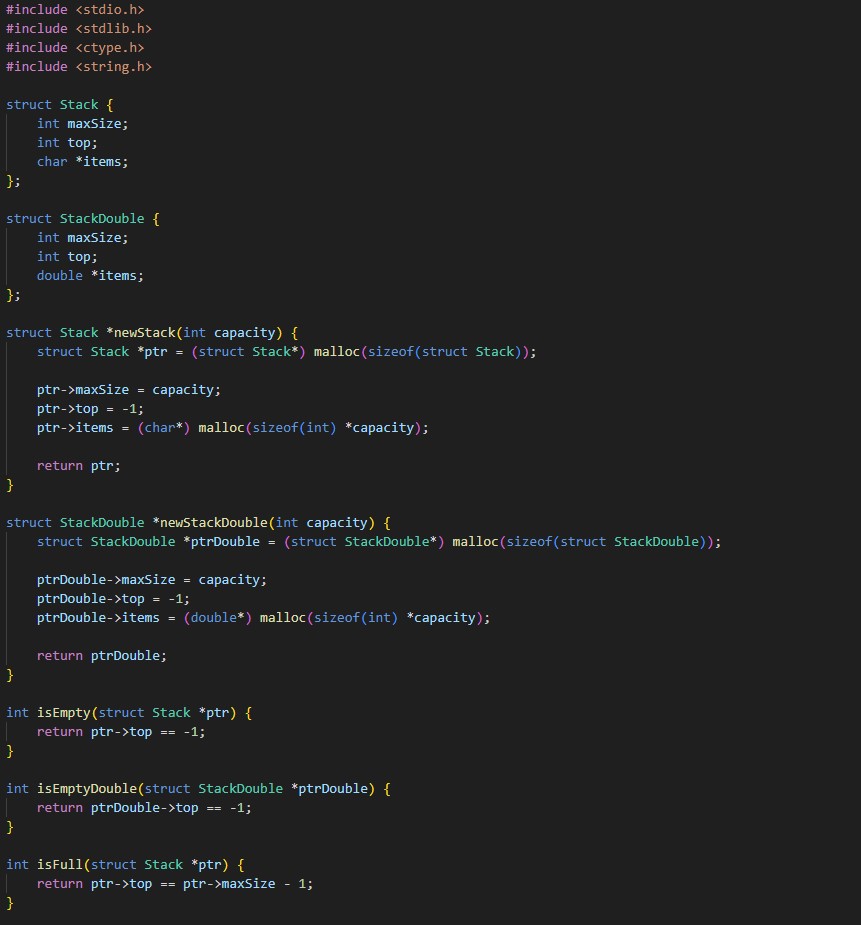 #include <stdio.h>
#include <stdlib.h>
#include <ctype.h>
#include <string.h>

struct Stack {
    int maxSize;
    int top;
    char *items;
};

struct StackDouble {
    int maxSize;
    int top;
    double *items;
};

struct Stack *newStack(int capacity) {
    struct Stack *ptr = (struct Stack*) malloc(sizeof(struct Stack));

    ptr->maxSize = capacity;
    ptr->top = -1;
    ptr->items = (char*) malloc(sizeof(int) *capacity);

    return ptr;
}

struct StackDouble *newStackDouble(int capacity) {
    struct StackDouble *ptrDouble = (struct StackDouble*) malloc(sizeof(struct StackDouble));

    ptrDouble->maxSize = capacity;
    ptrDouble->top = -1;
    ptrDouble->items = (double*) malloc(sizeof(int) *capacity);

    return ptrDouble;
}

int isEmpty(struct Stack *ptr) {
    return ptr->top == -1;
}

int isEmptyDouble(struct StackDouble *ptrDouble) {
    return ptrDouble->top == -1;
}

int isFull(struct Stack *ptr) {
    return ptr->top == ptr->maxSize - 1;
}